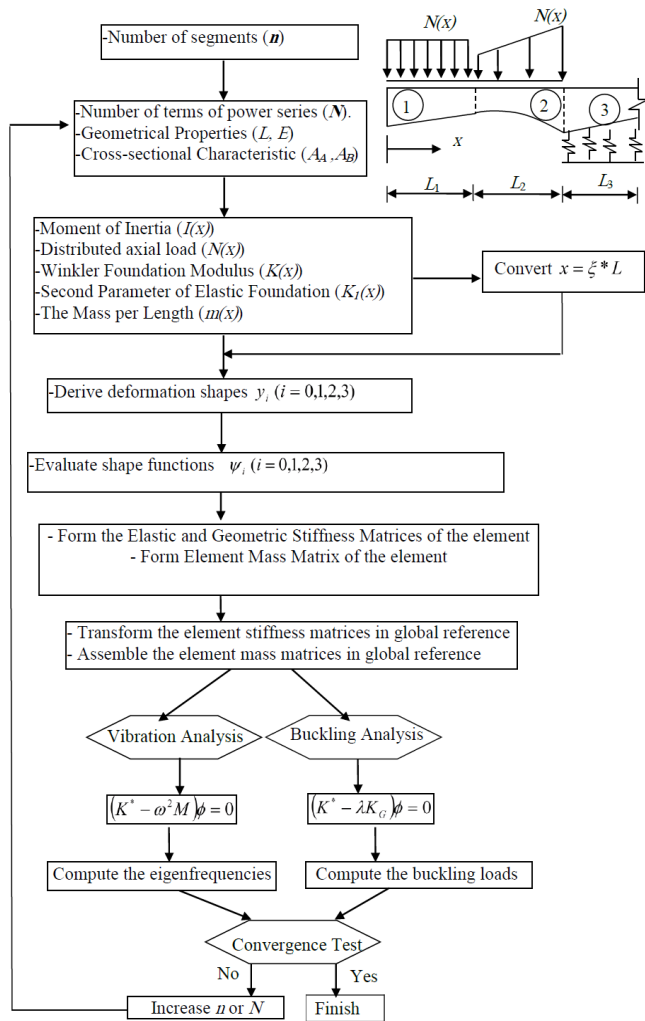 -Number of segments (n)
N(x)
N(x)
1
2
3
x
L₁
L₂
L₃
-Number of terms of power series (N).
-Geometrical Properties (L, E)
-Cross-sectional Characteristic (A_A ,A_B)
-Moment of Inertia (I(x)
-Distributed axial load (N(x)
-Winkler Foundation Modulus (K(x)
-Second Parameter of Elastic Foundation (K₁(x)
-The Mass per Length (m(x)
Convert x = ξ * L
-Derive deformation shapes y_i (i = 0,1,2,3)
-Evaluate shape functions ψ_i (i = 0,1,2,3)
- Form the Elastic and Geometric Stiffness Matrices of the element
- Form Element Mass Matrix of the element
- Transform the element stiffness matrices in global reference
- Assemble the element mass matrices in global reference
Vibration Analysis
Buckling Analysis
(K* − ω²M)ϕ = 0
(K* − λK_G)ϕ = 0
Compute the eigenfrequencies
Compute the buckling loads
Convergence Test
No
Yes
Increase n or N
Finish